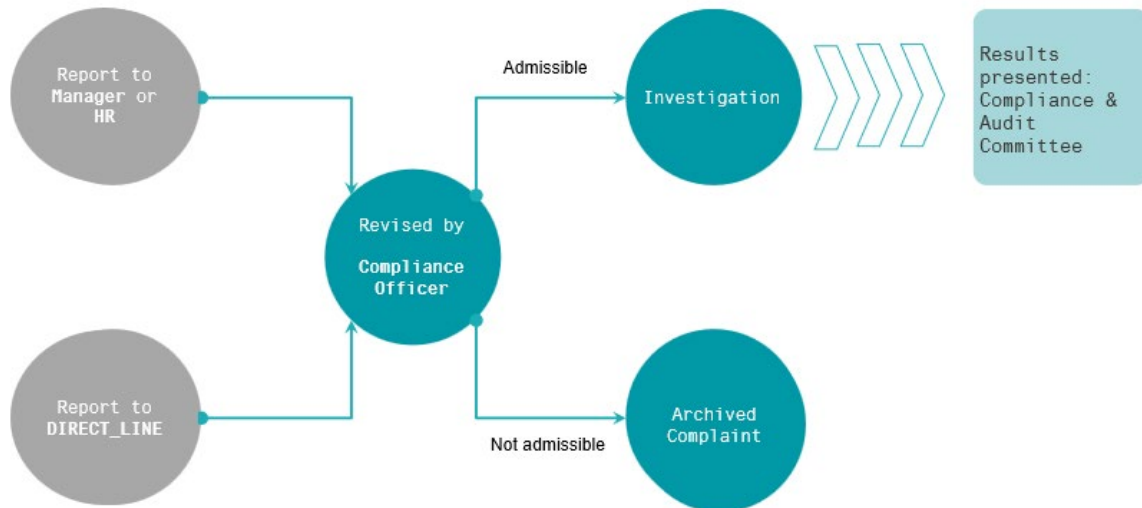 Report to
Manager or
HR
Admissible
Investigation
Results
presented:
Compliance &
Audit
Committee
Revised by
Compliance
Officer
Report to
DIRECT_LINE
Not admissible
Archived
Complaint